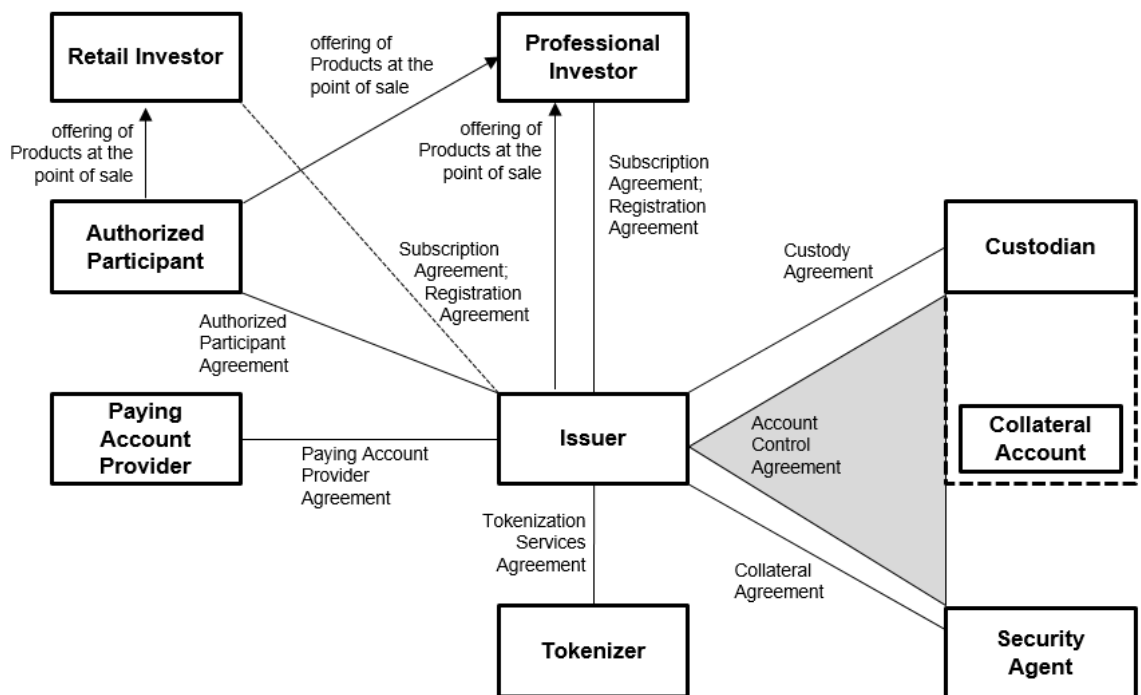 Retail Investor
offering of
Products at the
point of sale
Professional
Investor
offering of
Products at the
point of sale
offering of
Products at the
point of sale
Subscription
Agreement;
Registration
Agreement
Authorized
Participant
Subscription
Agreement;
Registration
Agreement
Custody
Agreement
Custodian
Authorized
Participant
Agreement
Paying
Account
Provider
Paying Account
Provider
Agreement
Issuer
Account
Control
Agreement
Collateral
Account
Tokenization
Services
Agreement
Collateral
Agreement
Tokenizer
Security
Agent